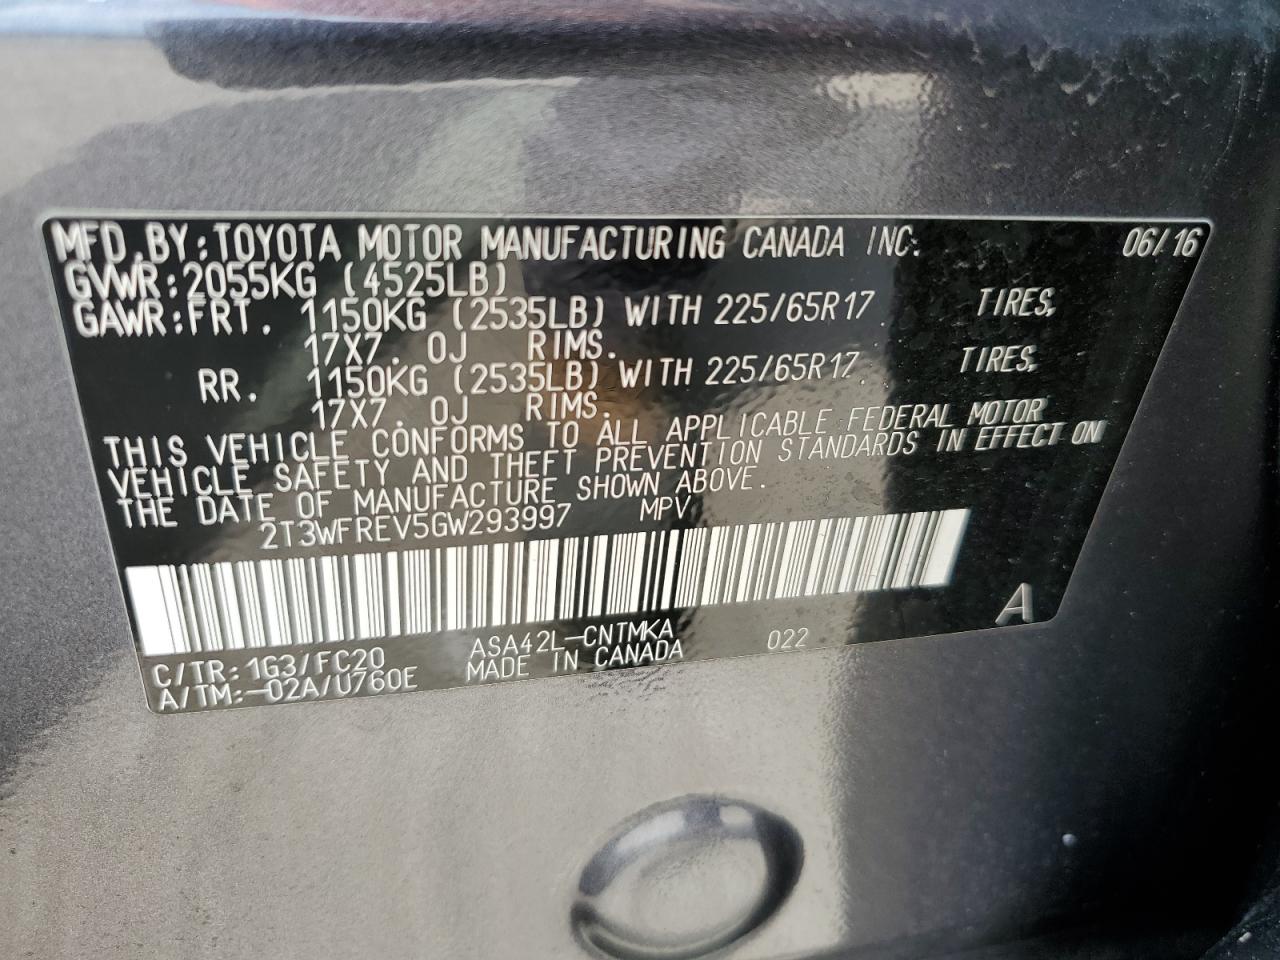 MFD.BY:TOYOTA MOTOR MANUFACTURING CANADA INC. 06/16
GVWR:2055KG (4525LB)
GAWR:FRT. 1150KG (2535LB) WITH 225/65R17 TIRES,
17X7.0J RIMS.
RR. 1150KG (2535LB) WITH 225/65R17 TIRES,
17X7.0J RIMS.
THIS VEHICLE CONFORMS TO ALL APPLICABLE FEDERAL MOTOR
VEHICLE SAFETY AND THEFT PREVENTION STANDARDS IN EFFECT ON
THE DATE OF MANUFACTURE SHOWN ABOVE.
2T3WFREV5GW293997 MPV
A
C/TR:1G3/FC20 ASA42L-CNTMKA 022
A/TM:-02A/U760E MADE IN CANADA